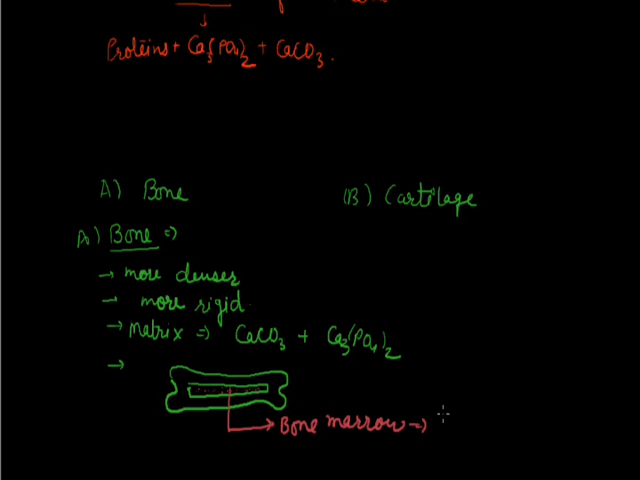 Proteins + Ca3(PO4)2 + CaCO3.
A) Bone
(B) Cartilage
A) Bone =>
→ more denser
→ more rigid
→ Matrix => CaCO3 + Ca3(PO4)2
→
Bone marrow =>